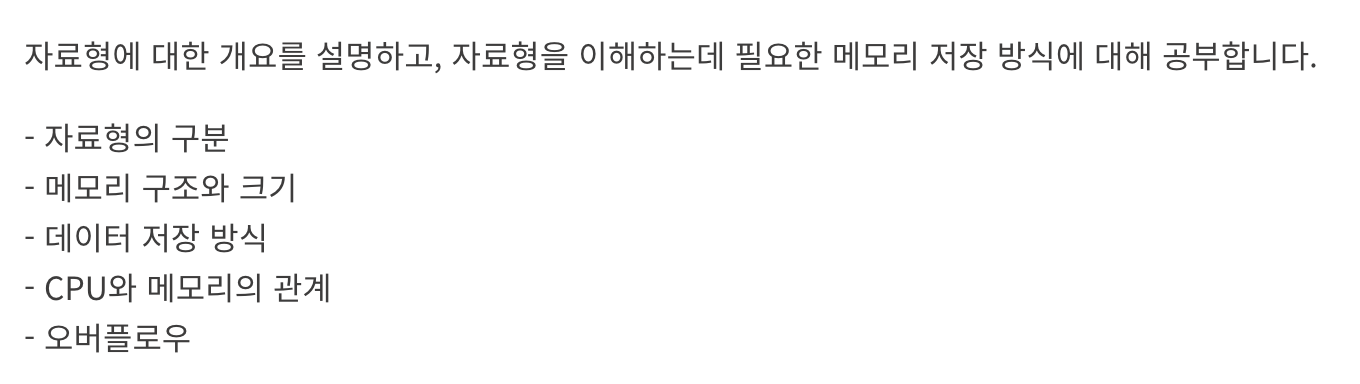 자료형에 대한 개요를 설명하고, 자료형을 이해하는데 필요한 메모리 저장 방식에 대해 공부합니다.
- 자료형의 구분
- 메모리 구조와 크기
- 데이터 저장 방식
- CPU와 메모리의 관계
- 오버플로우